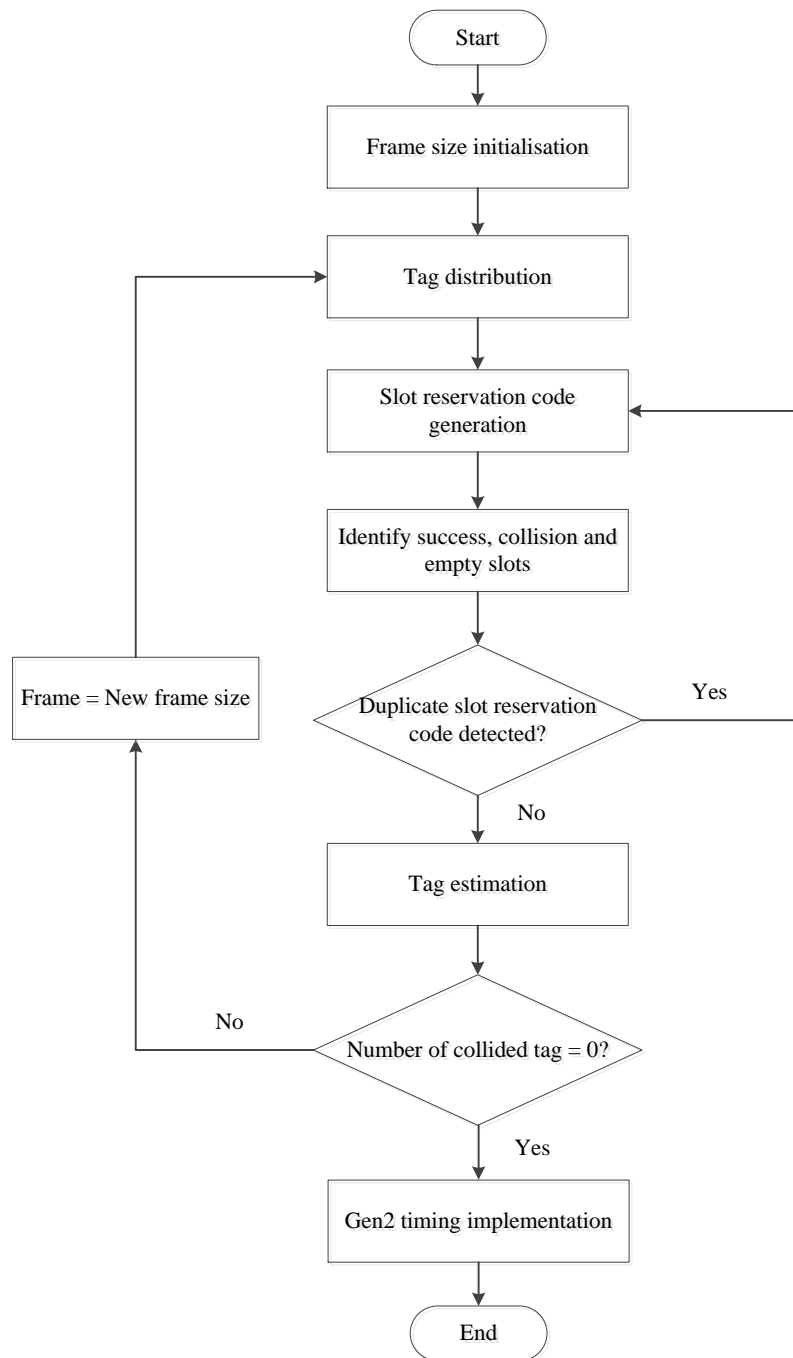 Start
Frame size initialisation
Tag distribution
Slot reservation code
generation
Identify success, collision and
empty slots
Frame = New frame size
Duplicate slot reservation
code detected?
Yes
No
Tag estimation
No
Number of collided tag = 0?
Yes
Gen2 timing implementation
End